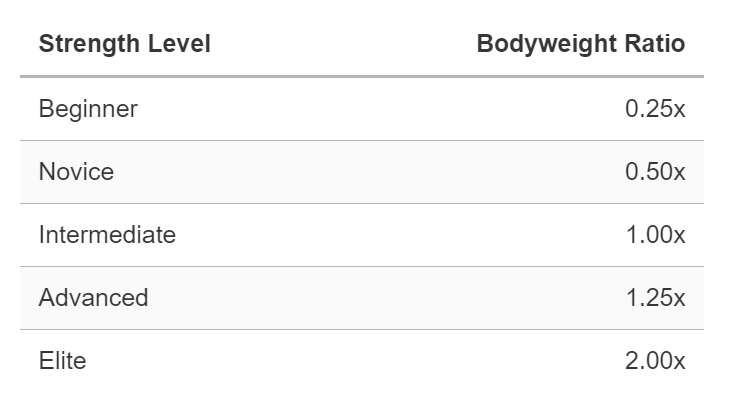 Strength Level Bodyweight Ratio
Beginner 0.25x
Novice 0.50x
Intermediate 1.00x
Advanced 1.25x
Elite 2.00x